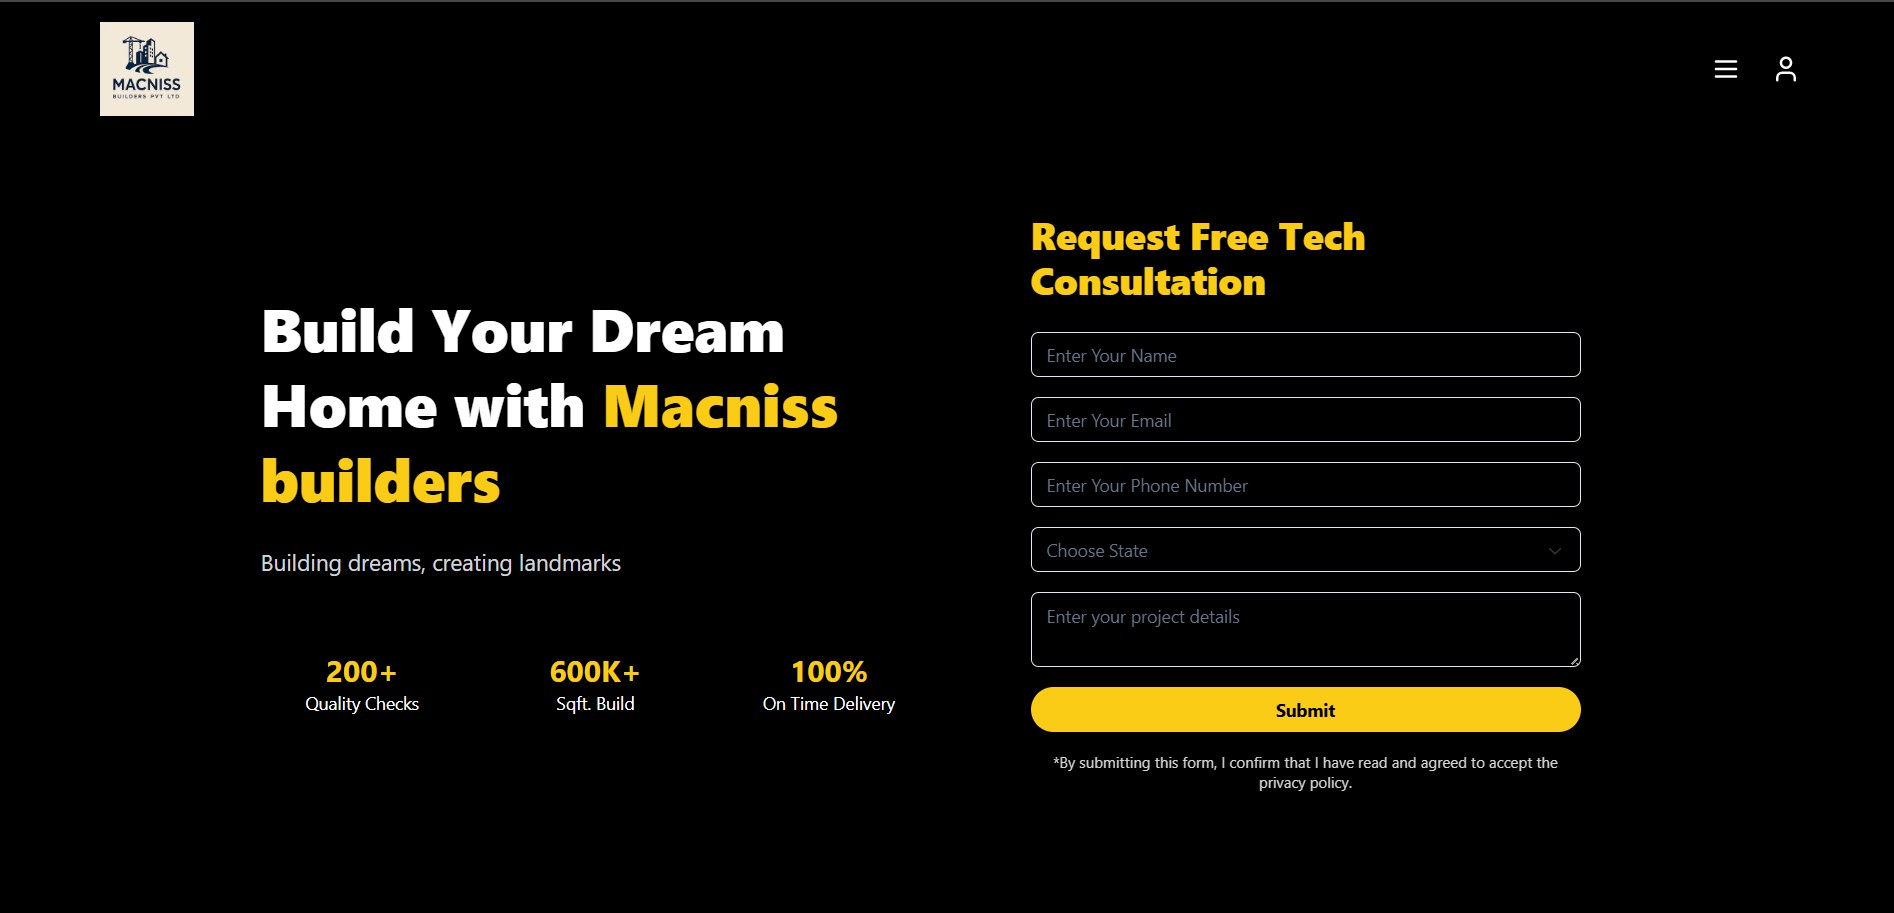 MACNISS
BUILDERS PVT LTD
Build Your Dream
Home with Macniss
builders
Building dreams, creating landmarks
200+
Quality Checks
600K+
Sqft. Build
100%
On Time Delivery
Request Free Tech
Consultation
Enter Your Name
Enter Your Email
Enter Your Phone Number
Choose State
Enter your project details
Submit
*By submitting this form, I confirm that I have read and agreed to accept the
privacy policy.